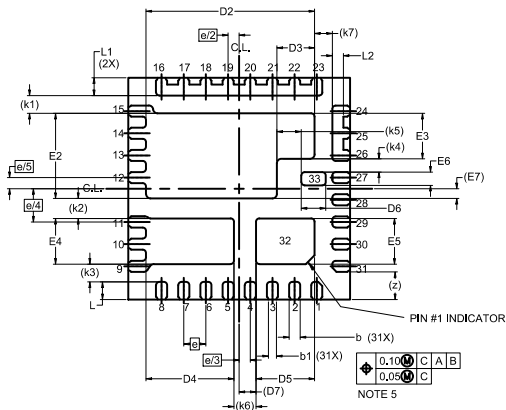 D2
e/2
C.L.
D3
(k7)
L1
(2X)
L2
16 17 18 19 20 21 22 23
(k1)
15
24
14
25
(k5)
E3
(k4)
13
26
E2
E6
e/5
12
33
27
(E7)
C.L.
28
e/4
(k2)
D6
11
29
E4
10
32
30
E5
(k3)
9
31
(z)
L
8 7 6 5 4 3 2 1
PIN #1 INDICATOR
e
b (31X)
e/3
b1 (31X)
0.10 Ⓜ C A B
0.05 Ⓜ C
D4
D5
(D7)
NOTE 5
(k6)